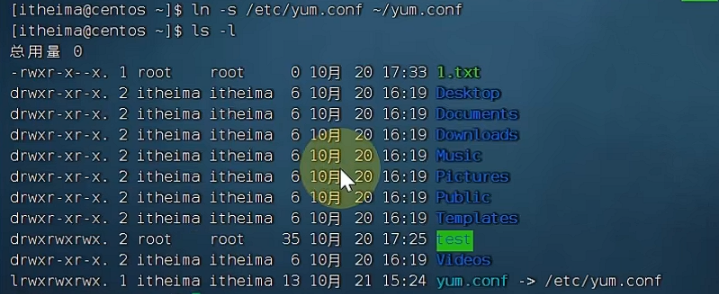 [itheima@centos ~]$ ln -s /etc/yum.conf ~/yum.conf
[itheima@centos ~]$ ls -l
总用量 0
-rwxr-x--x. 1 root    root     0 10月  20 17:33 1.txt
drwxr-xr-x. 2 itheima itheima  6 10月  20 16:19 Desktop
drwxr-xr-x. 2 itheima itheima  6 10月  20 16:19 Documents
drwxr-xr-x. 2 itheima itheima  6 10月  20 16:19 Downloads
drwxr-xr-x. 2 itheima itheima  6 10月  20 16:19 Music
drwxr-xr-x. 2 itheima itheima  6 10月  20 16:19 Pictures
drwxr-xr-x. 2 itheima itheima  6 10月  20 16:19 Public
drwxr-xr-x. 2 itheima itheima  6 10月  20 16:19 Templates
drwxrwxrwx. 2 root    root    35 10月  20 17:25 test
drwxr-xr-x. 2 itheima itheima  6 10月  20 16:19 Videos
lrwxrwxrwx. 1 itheima itheima 13 10月  21 15:24 yum.conf -> /etc/yum.conf